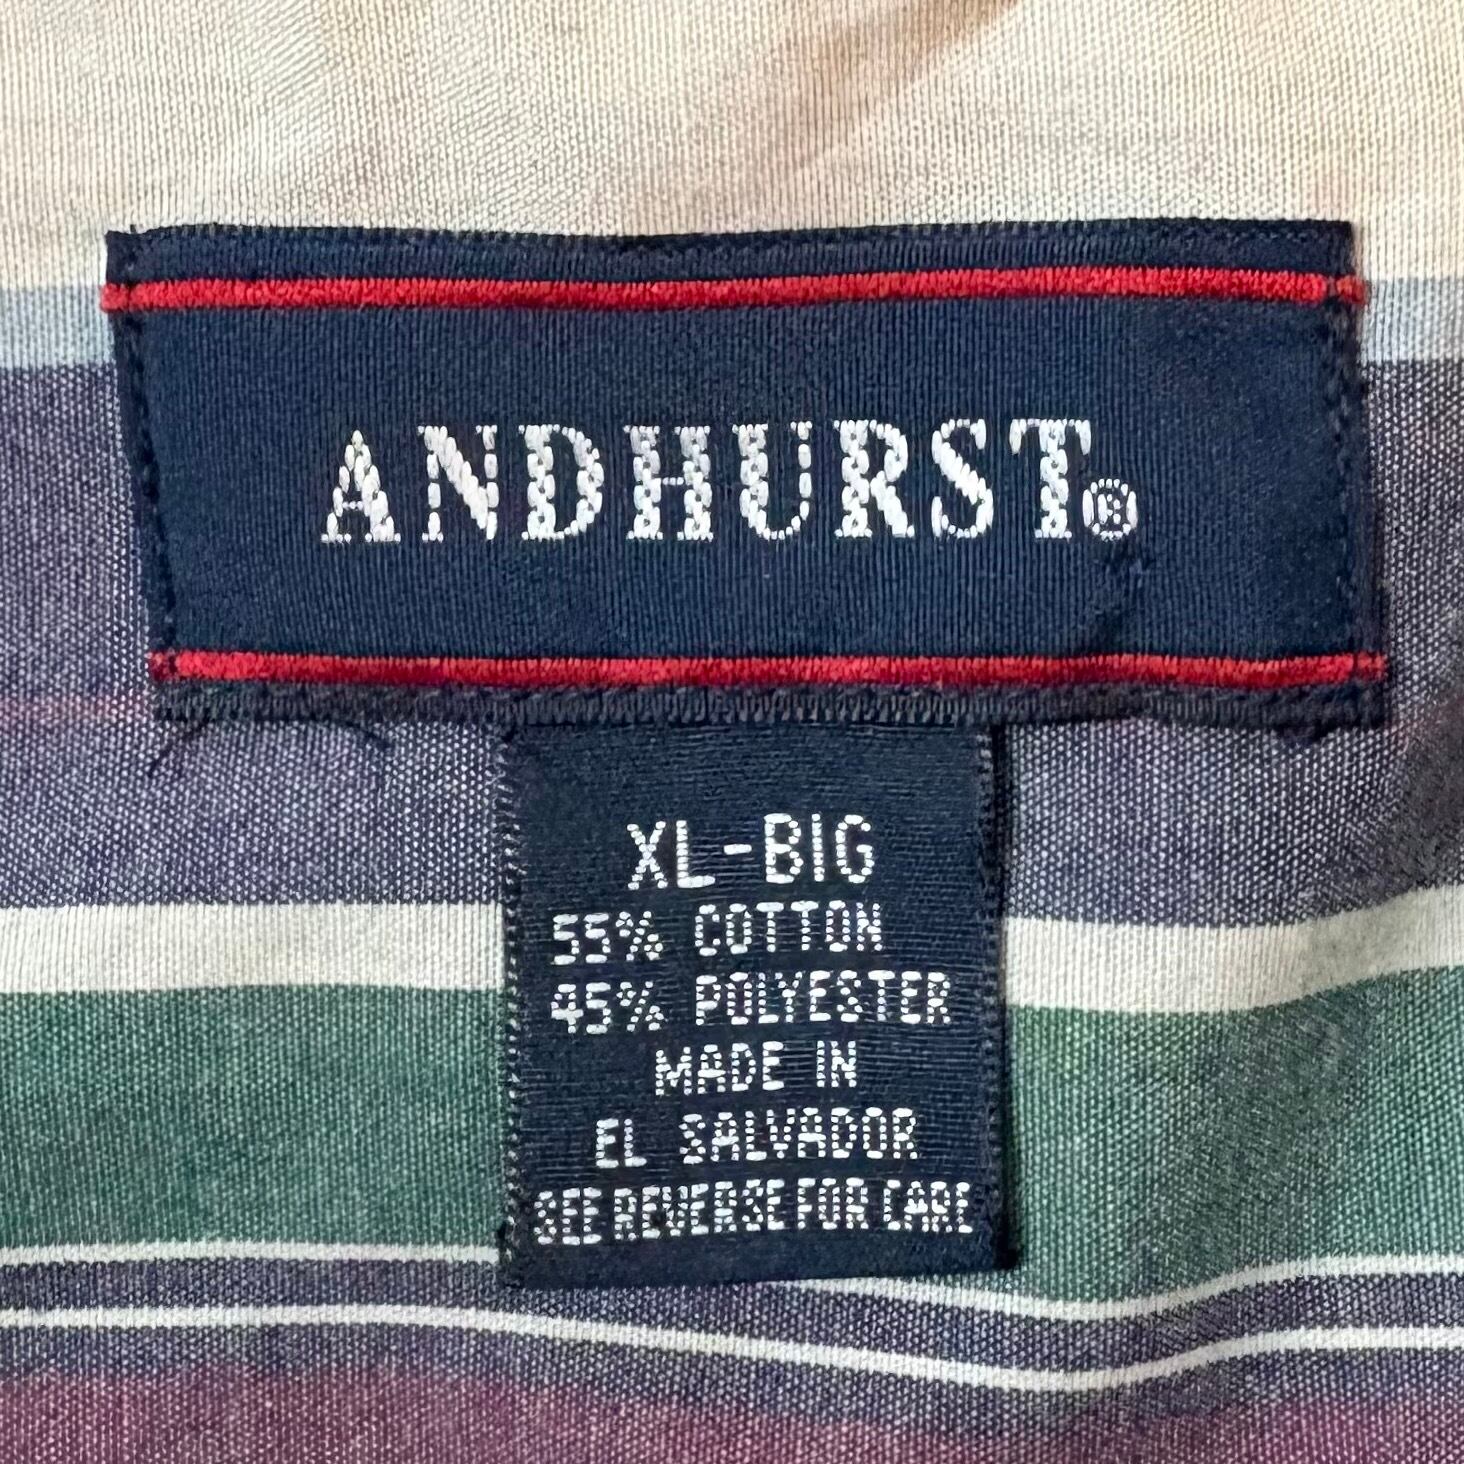 ANDHURST®
XL-BIG
55% COTTON
45% POLYESTER
MADE IN
EL SALVADOR
SEE REVERSE FOR CARE